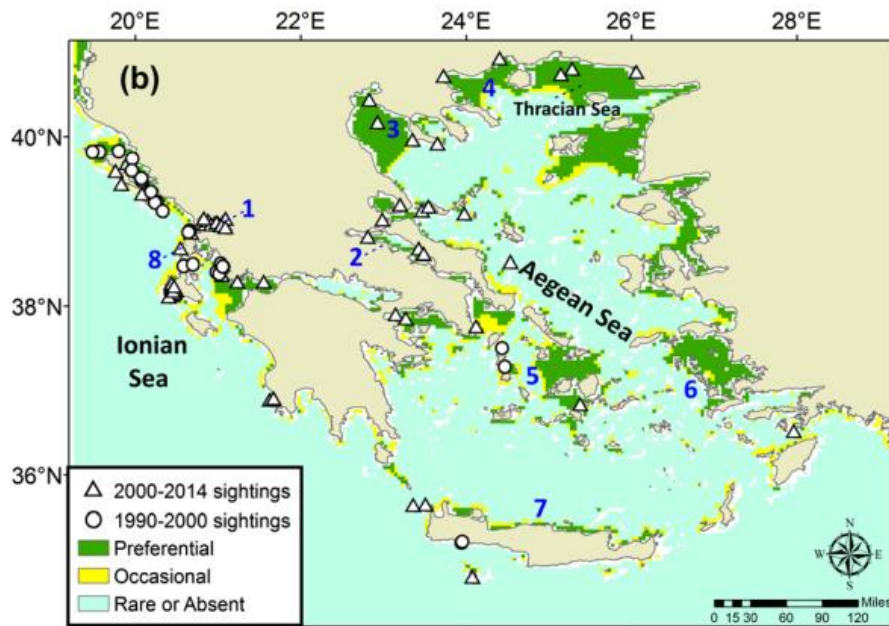 20°E 22°E 24°E 26°E 28°E
(b)
4
Thracian Sea
3
40°N
1
2
8
38°N
Aegean Sea
Ionian
Sea
5
6
36°N
7
2000-2014 sightings
1990-2000 sightings
Preferential
Occasional
Rare or Absent
N
W E
S
Miles
0 15 30 60 90 120